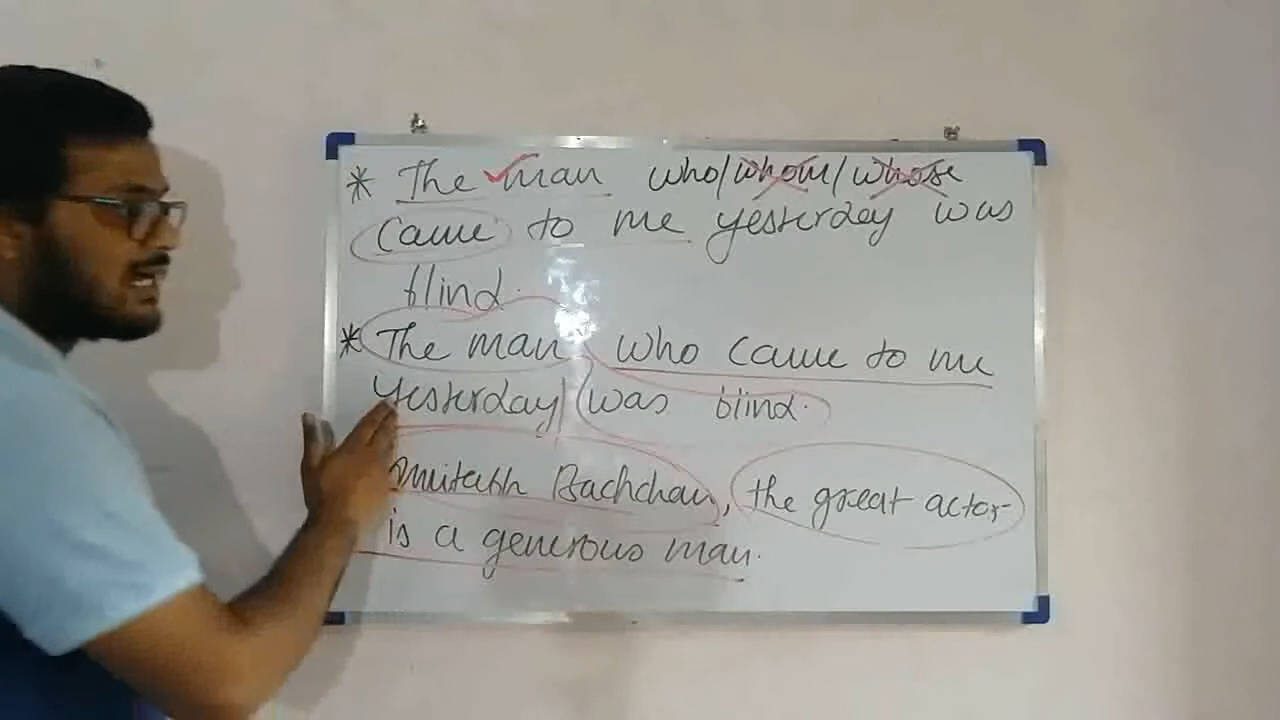 * The man who/whom/whose
came to me yesterday was
blind.
* The man who came to me
yesterday was blind.
Amitabh Bachchan, the great actor
is a generous man.